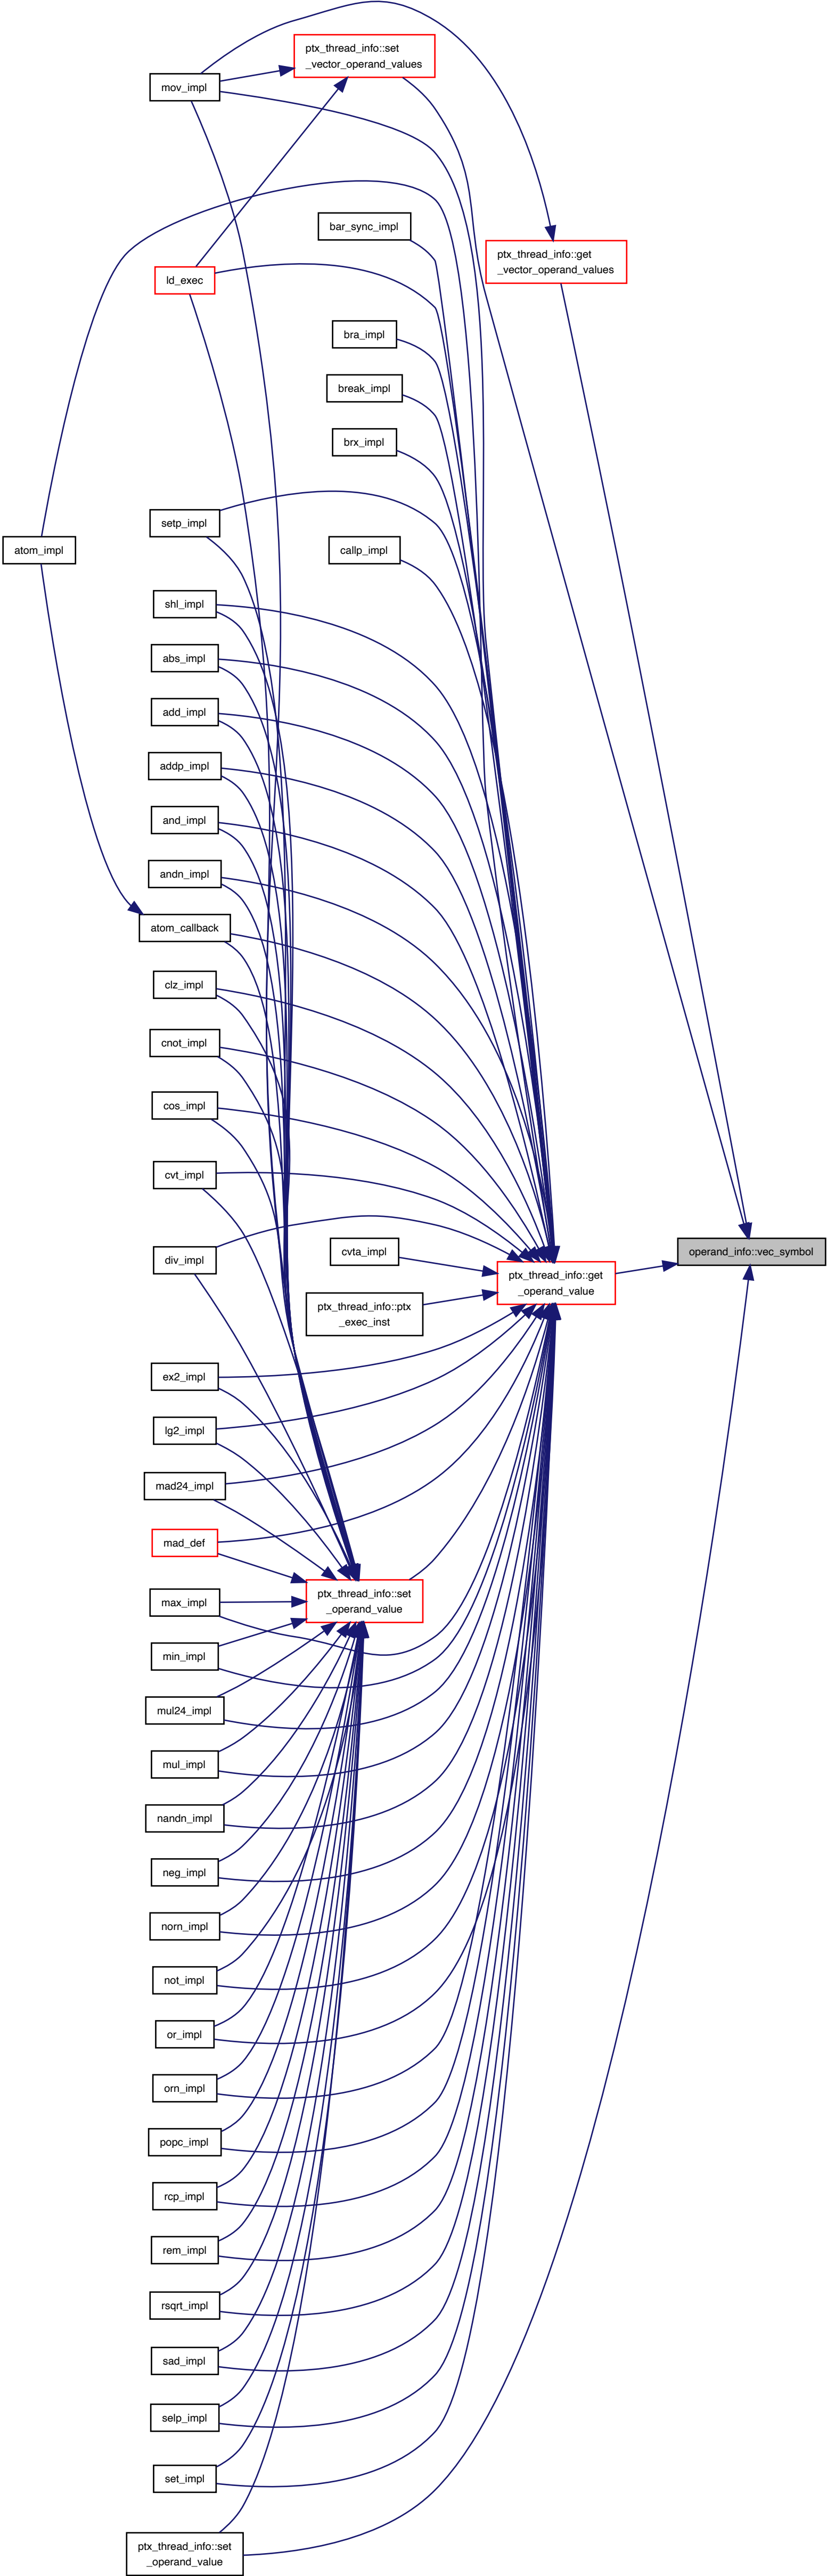 ptx_thread_info::set
_vector_operand_values
mov_impl
bar_sync_impl
ptx_thread_info::get
_vector_operand_values
ld_exec
bra_impl
break_impl
brx_impl
setp_impl
atom_impl
callp_impl
shl_impl
abs_impl
add_impl
addp_impl
and_impl
andn_impl
atom_callback
clz_impl
cnot_impl
cos_impl
cvt_impl
cvta_impl
operand_info::vec_symbol
div_impl
ptx_thread_info::get
_operand_value
ptx_thread_info::ptx
_exec_inst
ex2_impl
lg2_impl
mad24_impl
mad_def
ptx_thread_info::set
_operand_value
max_impl
min_impl
mul24_impl
mul_impl
nandn_impl
neg_impl
norn_impl
not_impl
or_impl
orn_impl
popc_impl
rcp_impl
rem_impl
rsqrt_impl
sad_impl
selp_impl
set_impl
ptx_thread_info::set
_operand_value